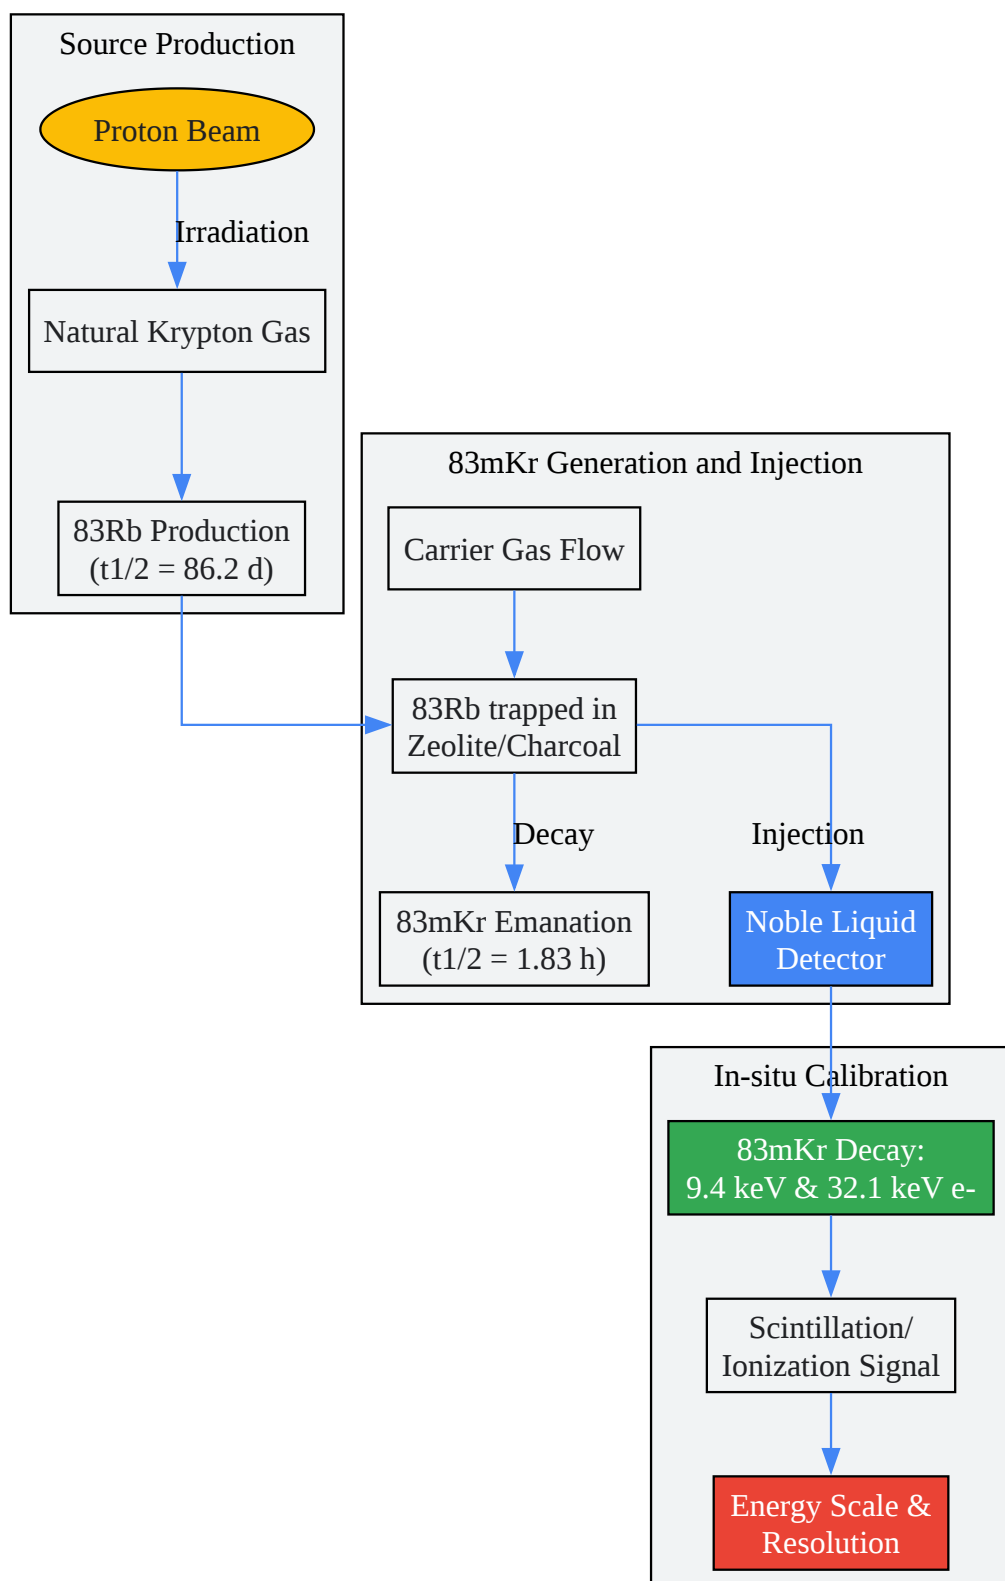 Source Production
Proton Beam
Irradiation
Natural Krypton Gas
83Rb Production
(t1/2 = 86.2 d)
83mKr Generation and Injection
Carrier Gas Flow
83Rb trapped in
Zeolite/Charcoal
Decay
Injection
83mKr Emanation
(t1/2 = 1.83 h)
Noble Liquid
Detector
In-situ Calibration
83mKr Decay:
9.4 keV & 32.1 keV e-
Scintillation/
Ionization Signal
Energy Scale &
Resolution